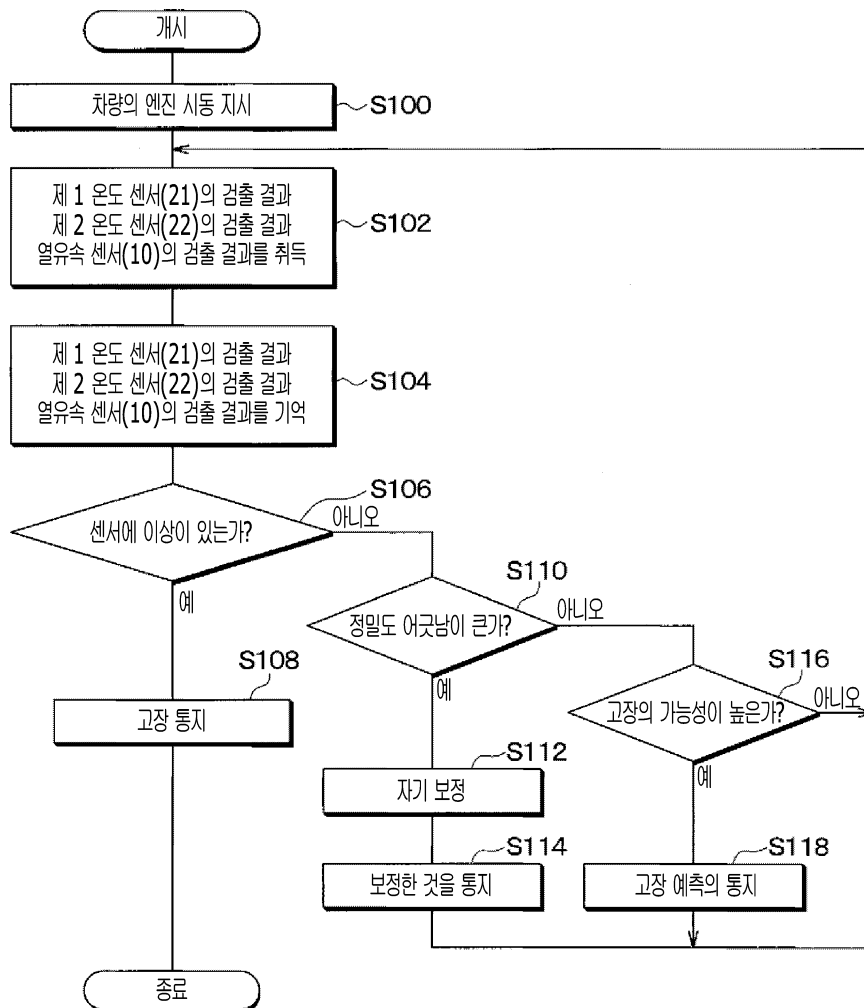 개시
차량의 엔진 시동 지시
S100
제 1 온도 센서(21)의 검출 결과
제 2 온도 센서(22)의 검출 결과
열유속 센서(10)의 검출 결과를 취득
S102
제 1 온도 센서(21)의 검출 결과
제 2 온도 센서(22)의 검출 결과
열유속 센서(10)의 검출 결과를 기억
S104
센서에 이상이 있는가?
S106
아니오
예
정밀도 어긋남이 큰가?
S110
아니오
예
고장의 가능성이 높은가?
S116
아니오
예
고장 통지
S108
자기 보정
S112
보정한 것을 통지
S114
고장 예측의 통지
S118
종료